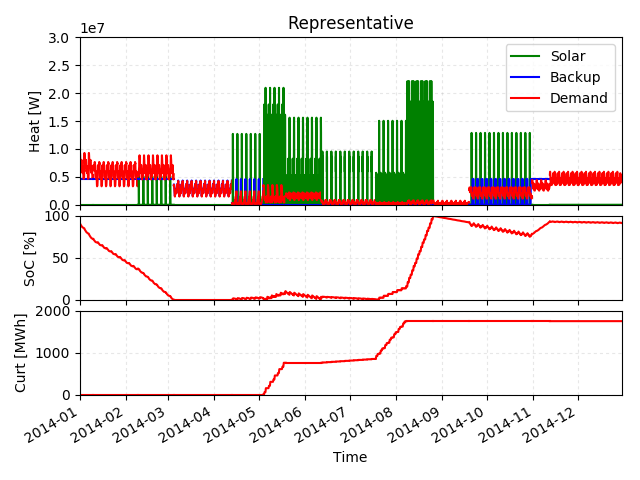 Representative
1e7
3.0
2.5
2.0
1.5
1.0
0.5
0.0
Heat [W]
Solar
Backup
Demand
100
50
0
SoC [%]
2000
1000
0
Curt [MWh]
2014-01
2014-02
2014-03
2014-04
2014-05
2014-06
2014-07
2014-08
2014-09
2014-10
2014-11
2014-12
Time